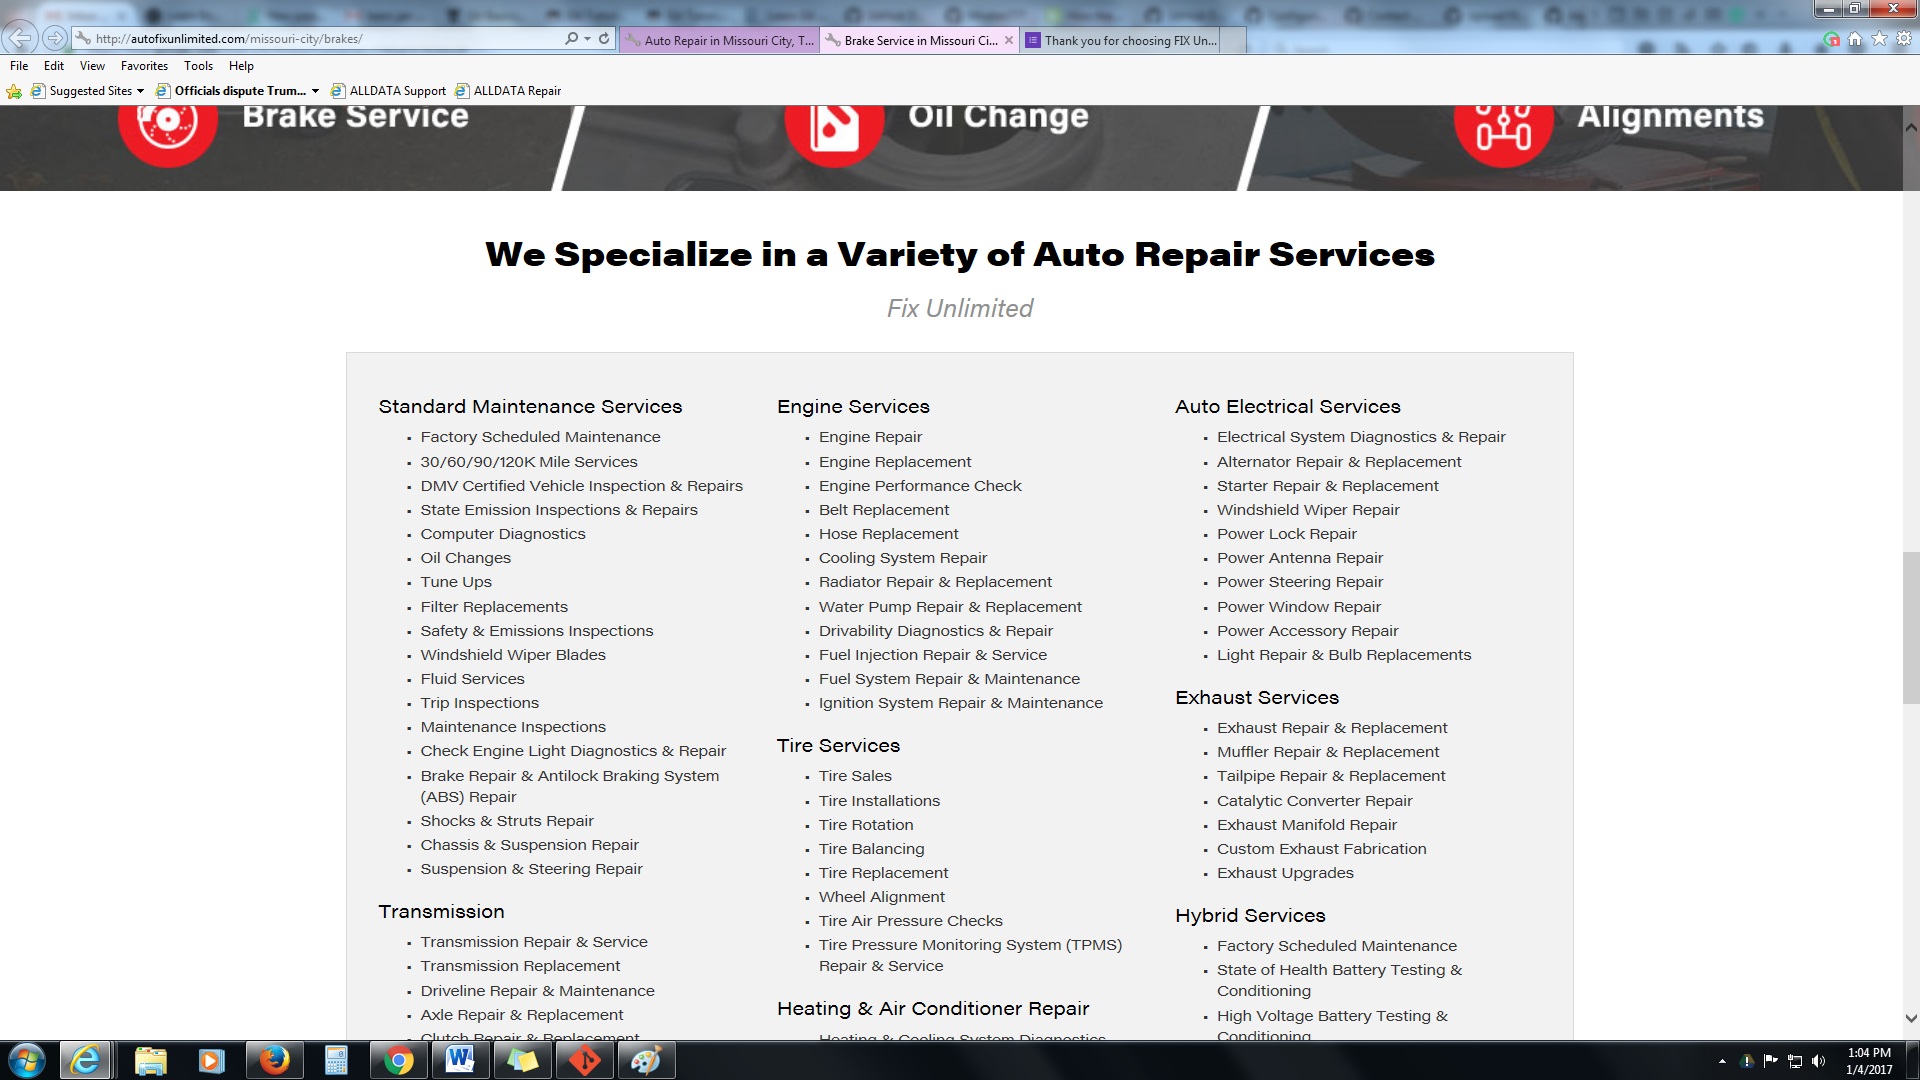 http://autofixunlimited.com/missouri-city/brakes/
Auto Repair in Missouri City, T...
Brake Service in Missouri Ci...
Thank you for choosing FIX Un...
File Edit View Favorites Tools Help
Suggested Sites
Officials dispute Trum...
ALLDATA Support
ALLDATA Repair
Brake Service
Oil Change
Alignments
We Specialize in a Variety of Auto Repair Services
Fix Unlimited
Standard Maintenance Services
Factory Scheduled Maintenance
30/60/90/120K Mile Services
DMV Certified Vehicle Inspection & Repairs
State Emission Inspections & Repairs
Computer Diagnostics
Oil Changes
Tune Ups
Filter Replacements
Safety & Emissions Inspections
Windshield Wiper Blades
Fluid Services
Trip Inspections
Maintenance Inspections
Check Engine Light Diagnostics & Repair
Brake Repair & Antilock Braking System
(ABS) Repair
Shocks & Struts Repair
Chassis & Suspension Repair
Suspension & Steering Repair
Transmission
Transmission Repair & Service
Transmission Replacement
Driveline Repair & Maintenance
Axle Repair & Replacement
Clutch Repair & Replacement
Engine Services
Engine Repair
Engine Replacement
Engine Performance Check
Belt Replacement
Hose Replacement
Cooling System Repair
Radiator Repair & Replacement
Water Pump Repair & Replacement
Drivability Diagnostics & Repair
Fuel Injection Repair & Service
Fuel System Repair & Maintenance
Ignition System Repair & Maintenance
Tire Services
Tire Sales
Tire Installations
Tire Rotation
Tire Balancing
Tire Replacement
Wheel Alignment
Tire Air Pressure Checks
Tire Pressure Monitoring System (TPMS)
Repair & Service
Heating & Air Conditioner Repair
Heating & Cooling System Diagnostics
Auto Electrical Services
Electrical System Diagnostics & Repair
Alternator Repair & Replacement
Starter Repair & Replacement
Windshield Wiper Repair
Power Lock Repair
Power Antenna Repair
Power Steering Repair
Power Window Repair
Power Accessory Repair
Light Repair & Bulb Replacements
Exhaust Services
Exhaust Repair & Replacement
Muffler Repair & Replacement
Tailpipe Repair & Replacement
Catalytic Converter Repair
Exhaust Manifold Repair
Custom Exhaust Fabrication
Exhaust Upgrades
Hybrid Services
Factory Scheduled Maintenance
State of Health Battery Testing &
Conditioning
High Voltage Battery Testing &
Conditioning
1:04 PM
1/4/2017